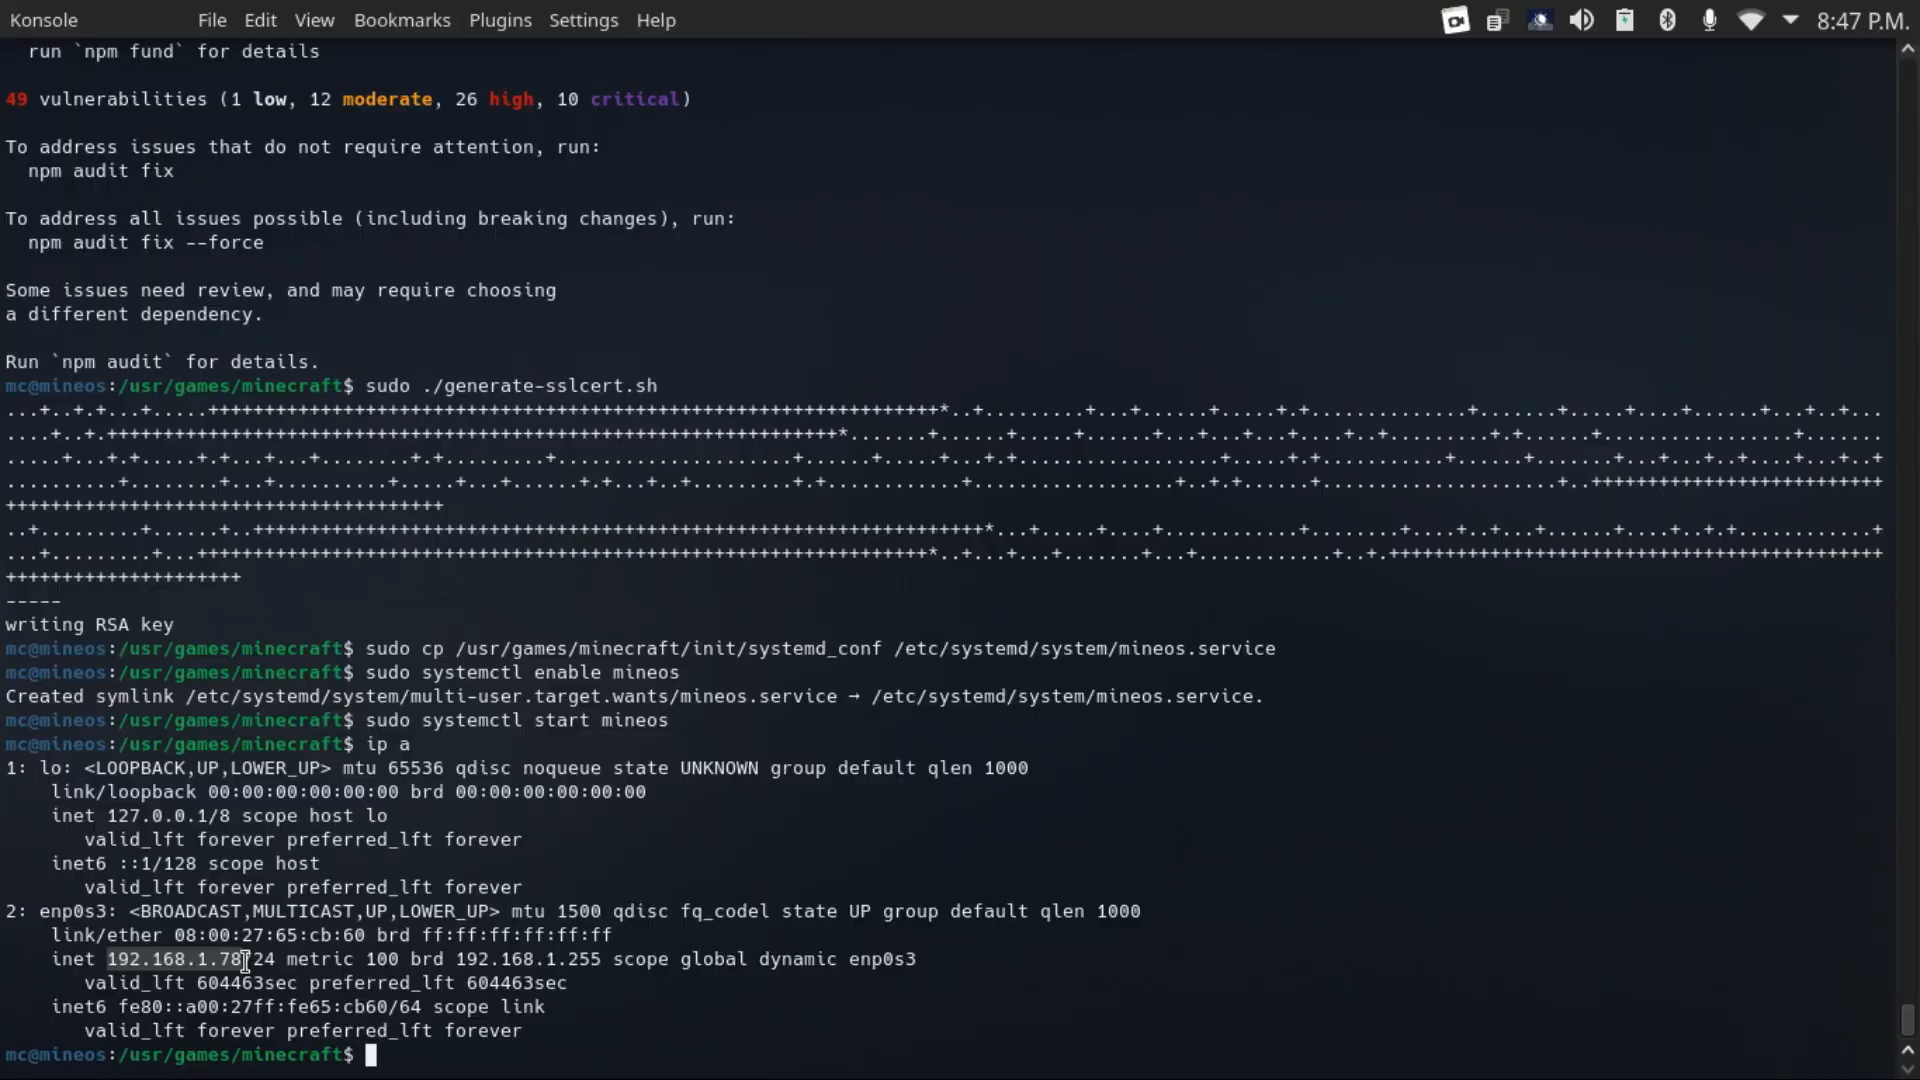 Konsole File Edit View Bookmarks Plugins Settings Help 8:47 P.M.
run `npm fund` for details
49 vulnerabilities (1 low, 12 moderate, 26 high, 10 critical)
To address issues that do not require attention, run:
npm audit fix
To address all issues possible (including breaking changes), run:
npm audit fix --force
Some issues need review, and may require choosing
a different dependency.
Run `npm audit` for details.
mc@mineos:/usr/games/minecraft$ sudo ./generate-sslcert.sh
-----
writing RSA key
mc@mineos:/usr/games/minecraft$ sudo cp /usr/games/minecraft/init/systemd_conf /etc/systemd/system/mineos.service
mc@mineos:/usr/games/minecraft$ sudo systemctl enable mineos
Created symlink /etc/systemd/system/multi-user.target.wants/mineos.service → /etc/systemd/system/mineos.service.
mc@mineos:/usr/games/minecraft$ sudo systemctl start mineos
mc@mineos:/usr/games/minecraft$ ip a
1: lo: <LOOPBACK,UP,LOWER_UP> mtu 65536 qdisc noqueue state UNKNOWN group default qlen 1000
link/loopback 00:00:00:00:00:00 brd 00:00:00:00:00:00
inet 127.0.0.1/8 scope host lo
valid_lft forever preferred_lft forever
inet6 ::1/128 scope host
valid_lft forever preferred_lft forever
2: enp0s3: <BROADCAST,MULTICAST,UP,LOWER_UP> mtu 1500 qdisc fq_codel state UP group default qlen 1000
link/ether 08:00:27:65:cb:60 brd ff:ff:ff:ff:ff:ff
inet 192.168.1.78/24 metric 100 brd 192.168.1.255 scope global dynamic enp0s3
valid_lft 604463sec preferred_lft 604463sec
inet6 fe80::a00:27ff:fe65:cb60/64 scope link
valid_lft forever preferred_lft forever
mc@mineos:/usr/games/minecraft$